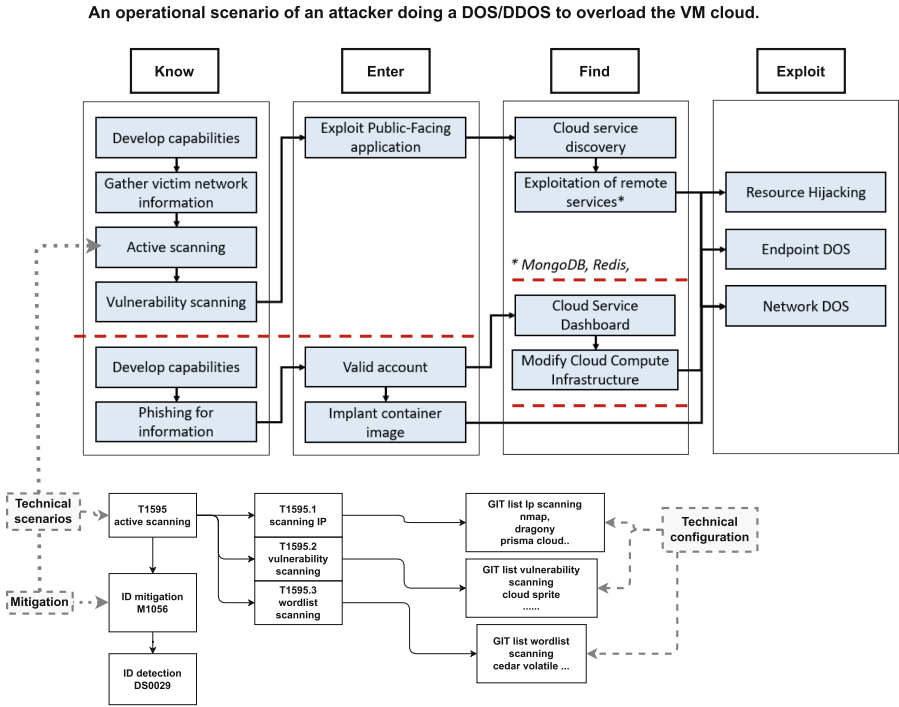 An operational scenario of an attacker doing a DOS/DDOS to overload the VM cloud.
Know
Enter
Find
Exploit
Develop capabilities
Gather victim network
information
Active scanning
Vulnerability scanning
Develop capabilities
Phishing for
information
Exploit Public-Facing
application
Valid account
Implant container
image
Cloud service
discovery
Exploitation of remote
services*
* MongoDB, Redis,
Cloud Service
Dashboard
Modify Cloud Compute
Infrastructure
Resource Hijacking
Endpoint DOS
Network DOS
Technical
scenarios
Mitigation
T1595
active scanning
ID mitigation
M1056
ID detection
DS0029
T1595.1
scanning IP
T1595.2
vulnerability
scanning
T1595.3
wordlist
scanning
GIT list Ip scanning
nmap,
dragony
prisma cloud..
GIT list vulnerability
scanning
cloud sprite
......
GIT list wordlist
scanning
cedar volatile ...
Technical
configuration